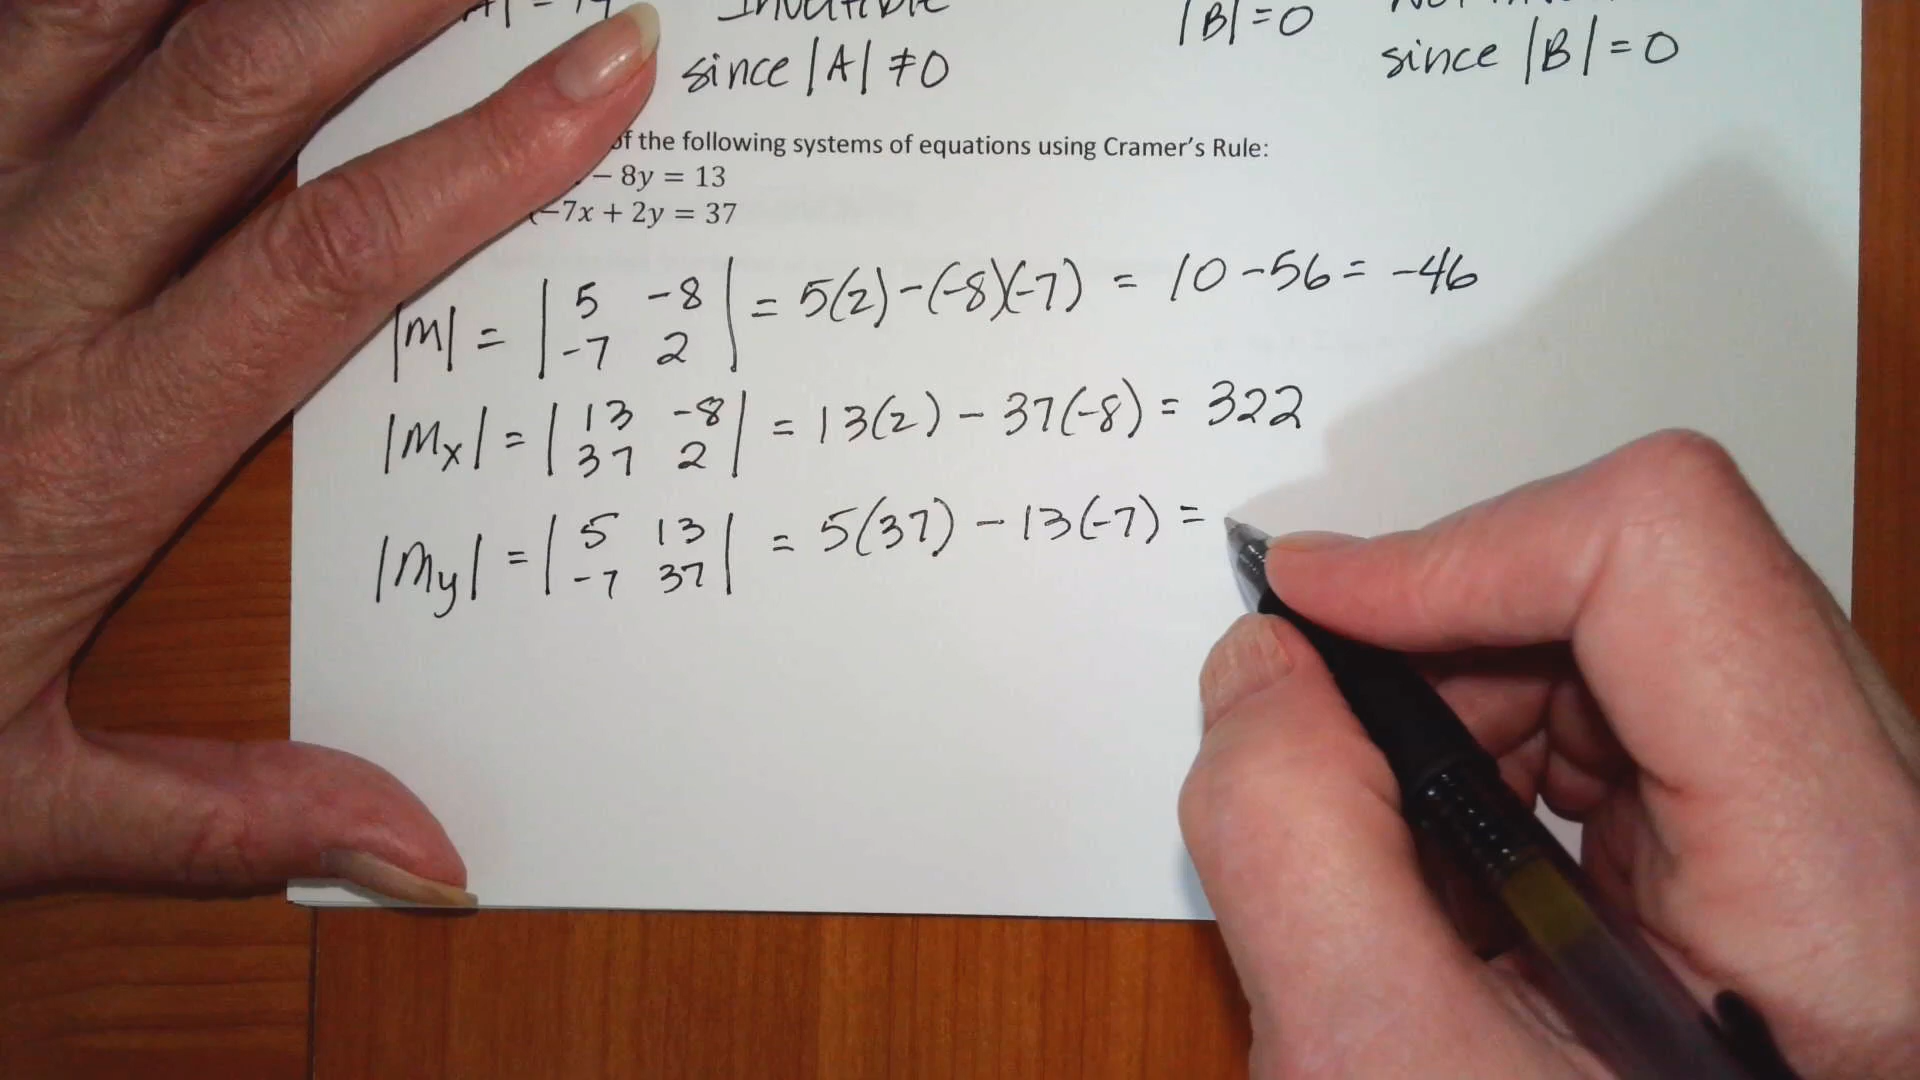 since |A| ≠ 0
|B| = 0
since |B| = 0
of the following systems of equations using Cramer's Rule:
− 8y = 13
−7x + 2y = 37
|M| = | 5 -8 | = 5(2) - (-8)(-7) = 10 - 56 = -46
-7 2
|Mx| = | 13 -8 | = 13(2) - 37(-8) = 322
37 2
|My| = | 5 13 | = 5(37) - 13(-7) =
-7 37